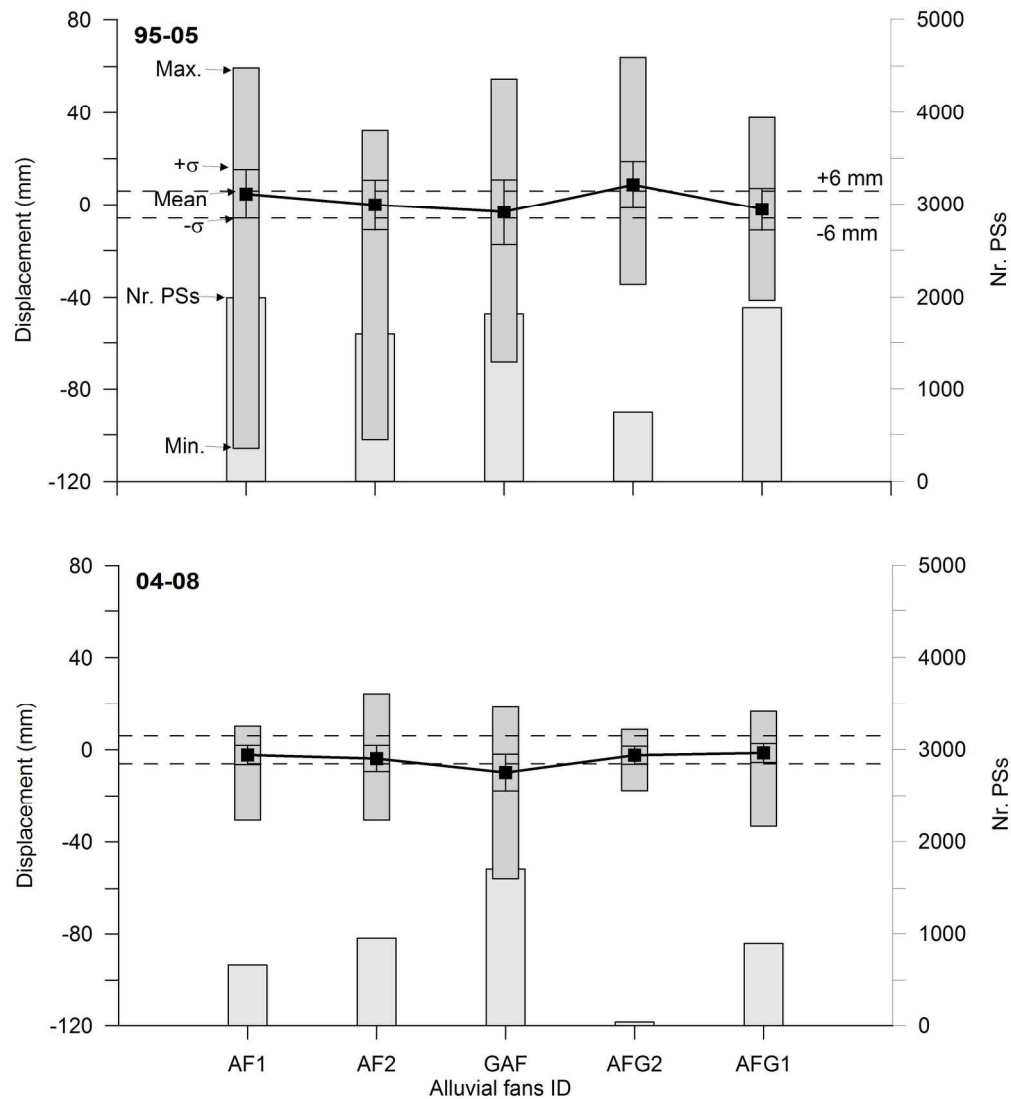 95-05
80
40
0
-40
-80
-120
Displacement (mm)
Max.
+σ
Mean
-σ
Nr. PSs
Min.
+6 mm
-6 mm
5000
4000
3000
2000
1000
0
Nr. PSs
04-08
80
40
0
-40
-80
-120
Displacement (mm)
5000
4000
3000
2000
1000
0
Nr. PSs
AF1 AF2 GAF AFG2 AFG1
Alluvial fans ID